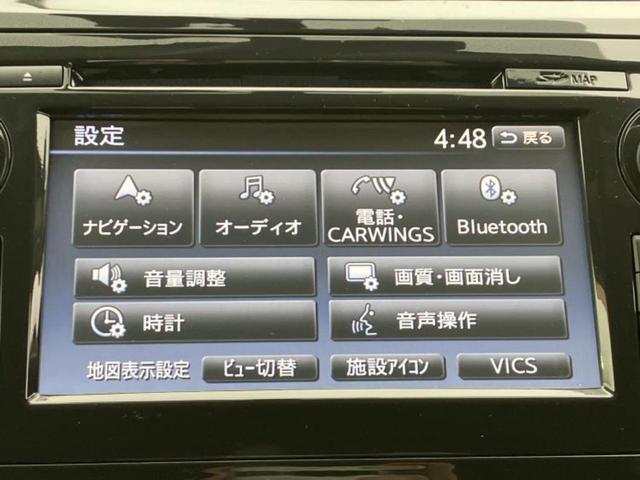 MAP
設定
4:48
戻る
ナビゲーション
オーディオ
電話・
CARWINGS
Bluetooth
音量調整
画質・画面消し
時計
音声操作
地図表示設定
ビュー切替
施設アイコン
VICS